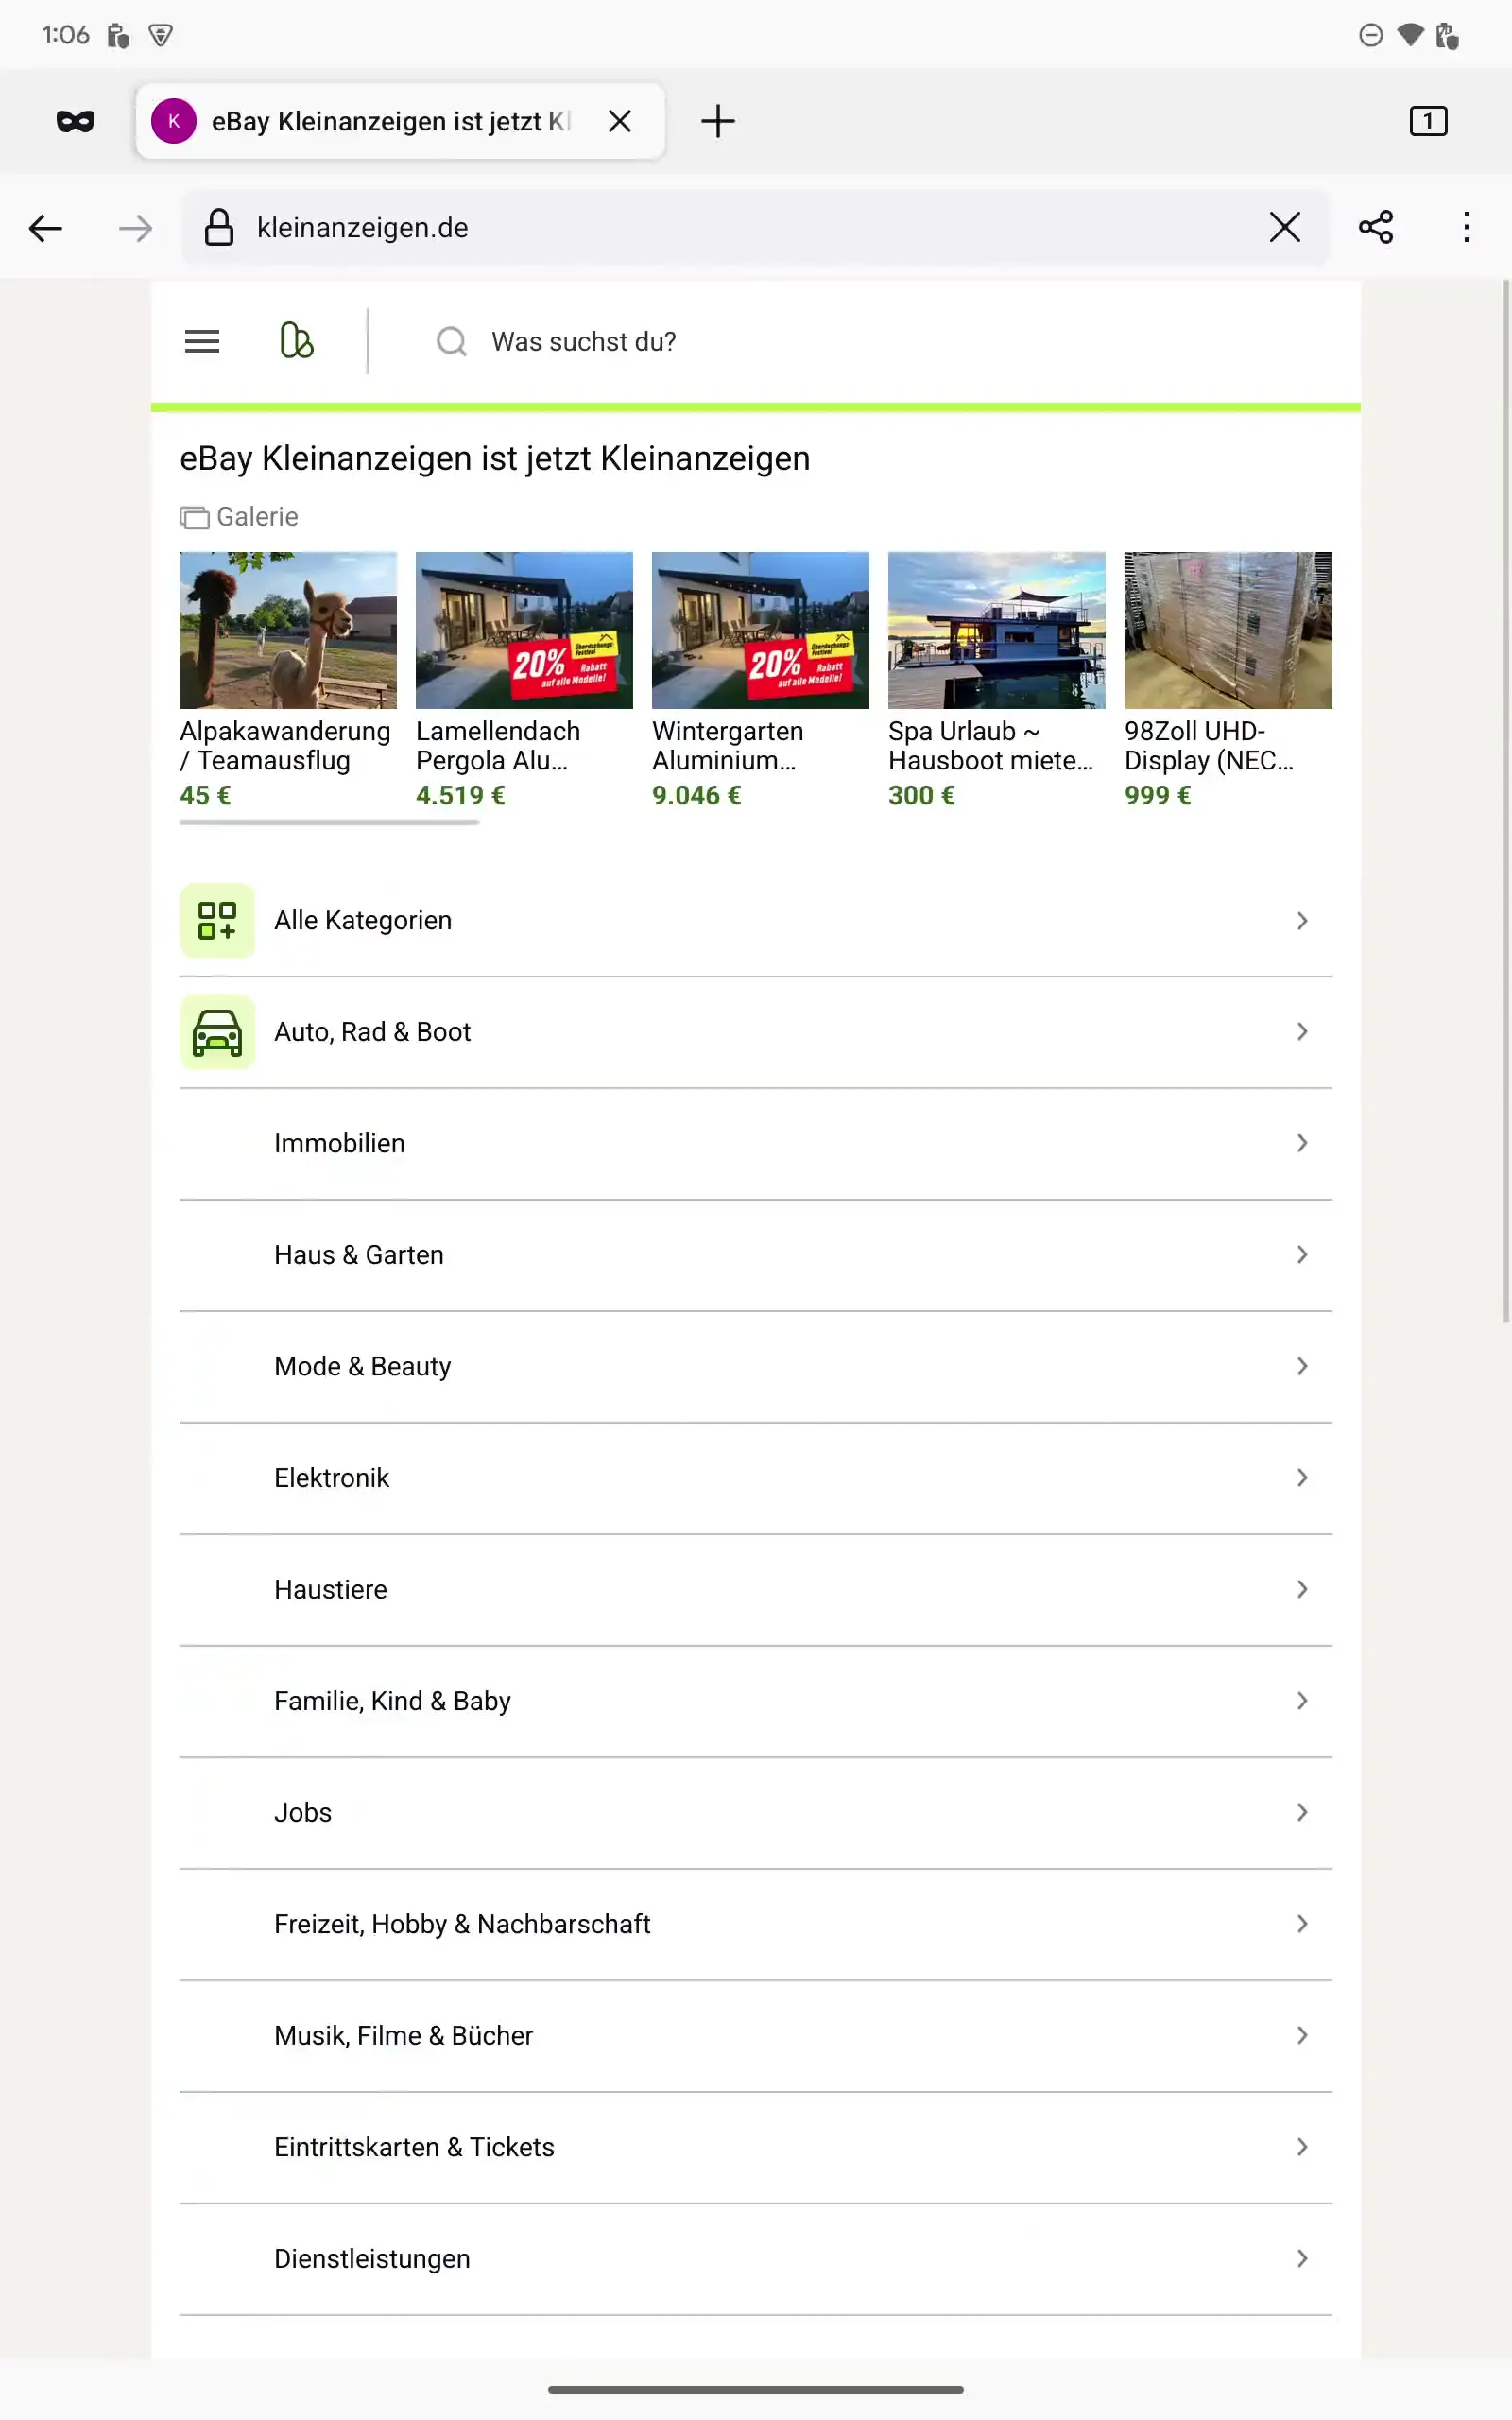 1:06
K
eBay Kleinanzeigen ist jetzt Kl
1
kleinanzeigen.de
Was suchst du?
eBay Kleinanzeigen ist jetzt Kleinanzeigen
Galerie
20%
Überdachungs-
Festival
Rabatt
auf alle Modelle!
20%
Überdachungs-
Festival
Rabatt
auf alle Modelle!
Alpakawanderung
/ Teamausflug
45 €
Lamellendach
Pergola Alu...
4.519 €
Wintergarten
Aluminium...
9.046 €
Spa Urlaub ~
Hausboot miete...
300 €
98Zoll UHD-
Display (NEC...
999 €
Alle Kategorien
Auto, Rad & Boot
Immobilien
Haus & Garten
Mode & Beauty
Elektronik
Haustiere
Familie, Kind & Baby
Jobs
Freizeit, Hobby & Nachbarschaft
Musik, Filme & Bücher
Eintrittskarten & Tickets
Dienstleistungen